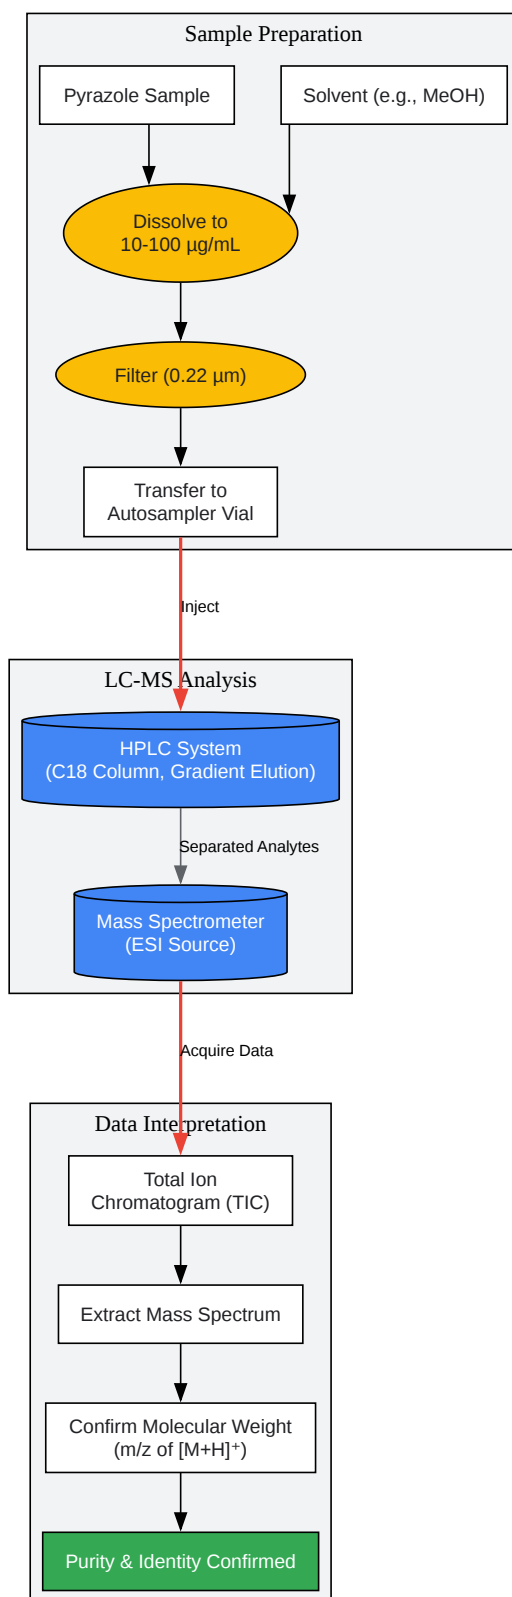 Sample Preparation
Pyrazole Sample
Solvent (e.g., MeOH)
Dissolve to
10-100 µg/mL
Filter (0.22 µm)
Transfer to
Autosampler Vial
Inject
LC-MS Analysis
HPLC System
(C18 Column, Gradient Elution)
Separated Analytes
Mass Spectrometer
(ESI Source)
Acquire Data
Data Interpretation
Total Ion
Chromatogram (TIC)
Extract Mass Spectrum
Confirm Molecular Weight
(m/z of [M+H]⁺)
Purity & Identity Confirmed